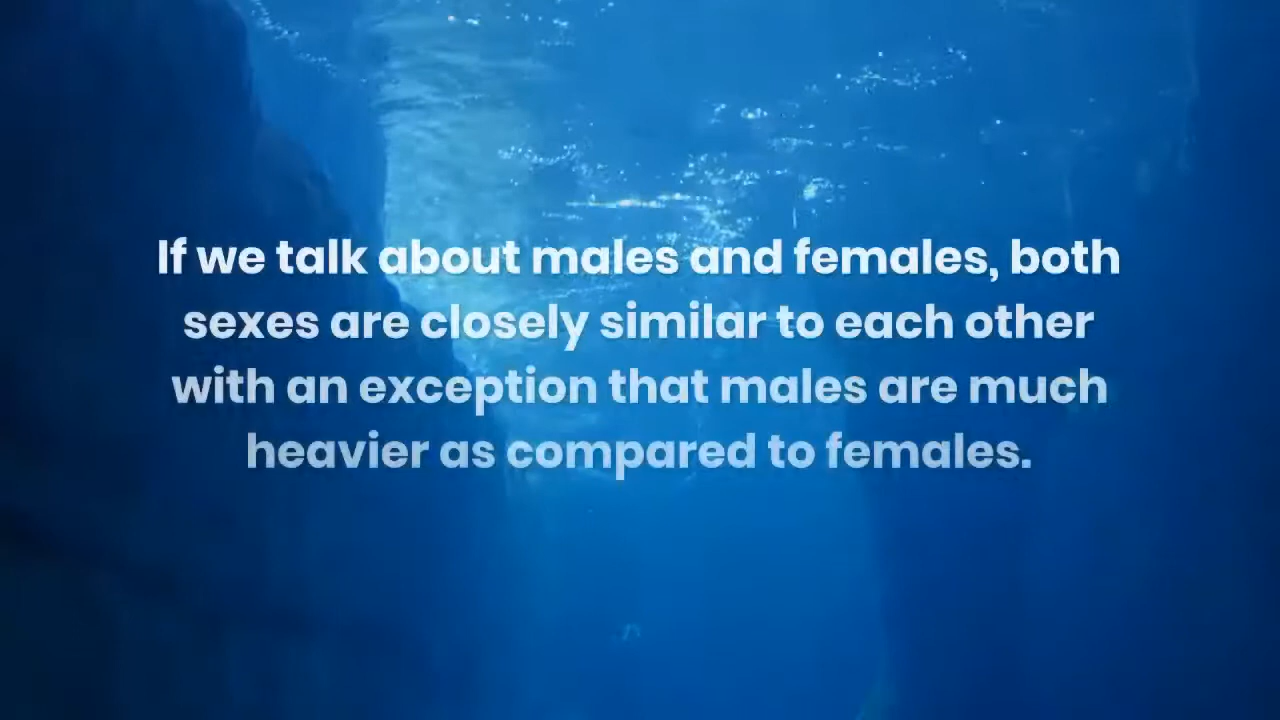 If we talk about males and females, both
sexes are closely similar to each other
with an exception that males are much
heavier as compared to females.